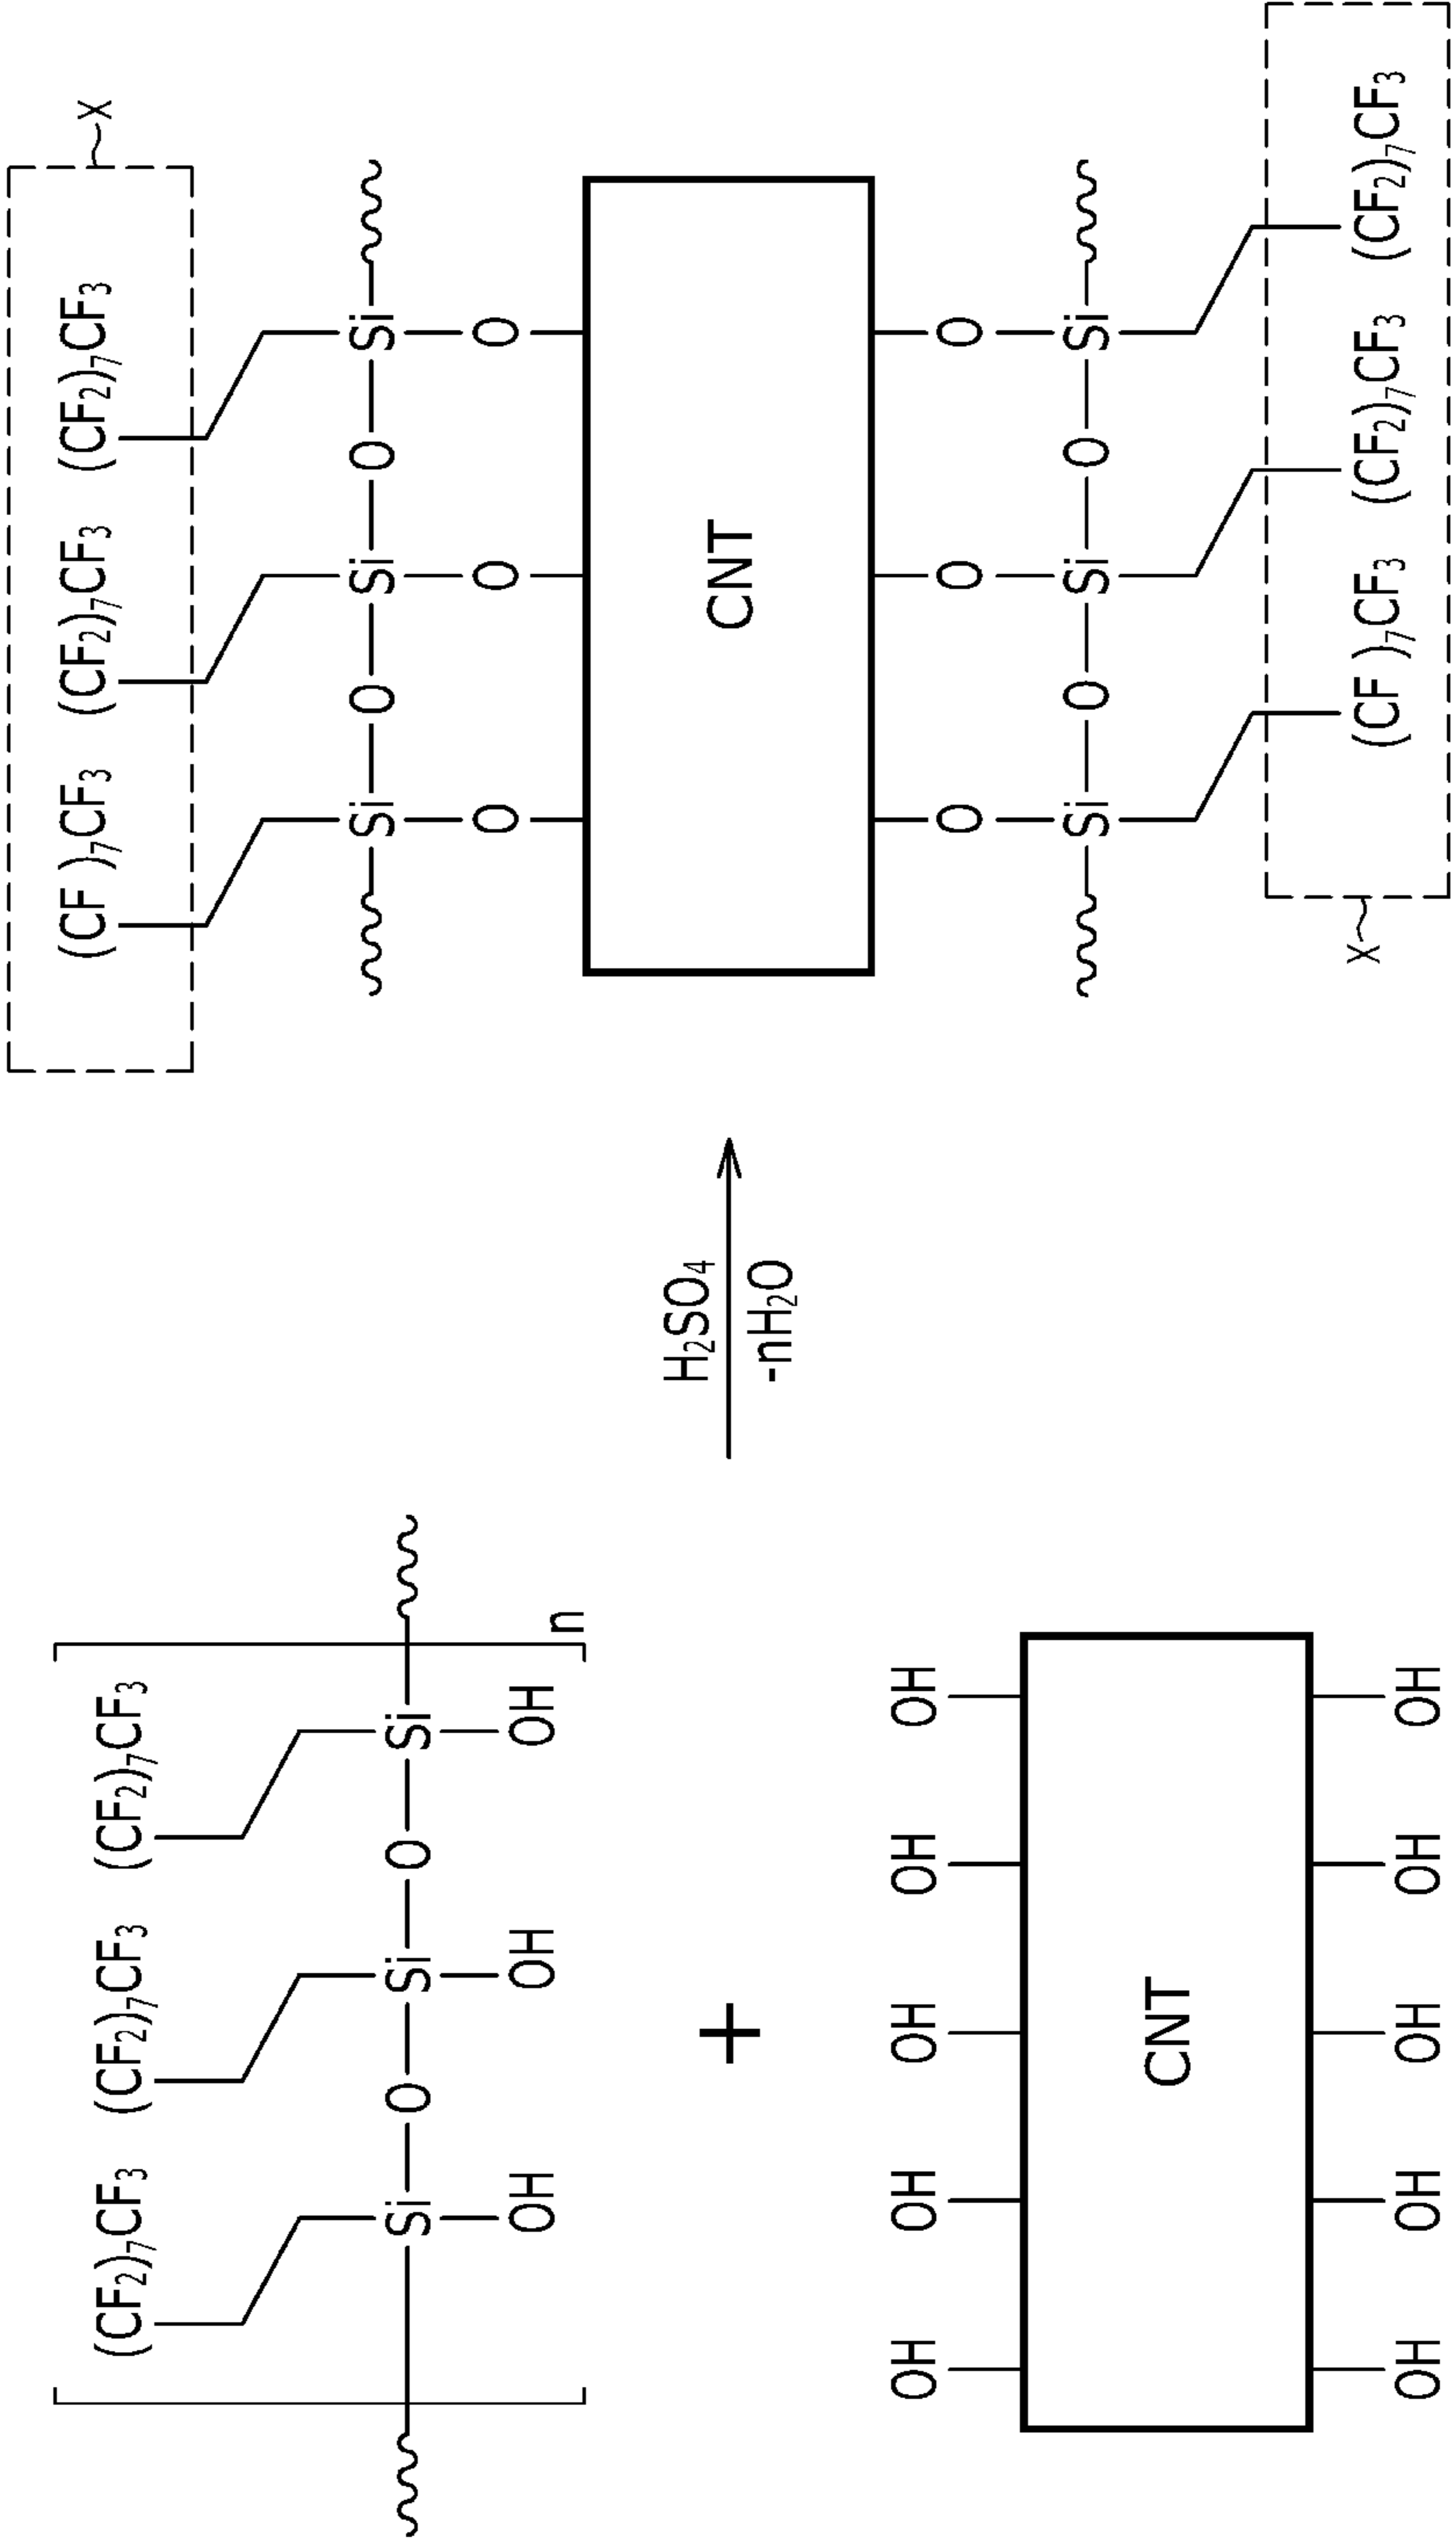 (CF₂)₇CF₃ (CF₂)₇CF₃ (CF₂)₇CF₃
Si O Si O Si
OH OH OH
n
+
OH OH OH OH OH
CNT
OH OH OH OH OH
H₂SO₄
-nH₂O
X
(CF )₇CF₃ (CF₂)₇CF₃ (CF₂)₇CF₃
Si O Si O Si
O O O
CNT
O O O
Si O Si O Si
(CF )₇CF₃ (CF₂)₇CF₃ (CF₂)₇CF₃
X